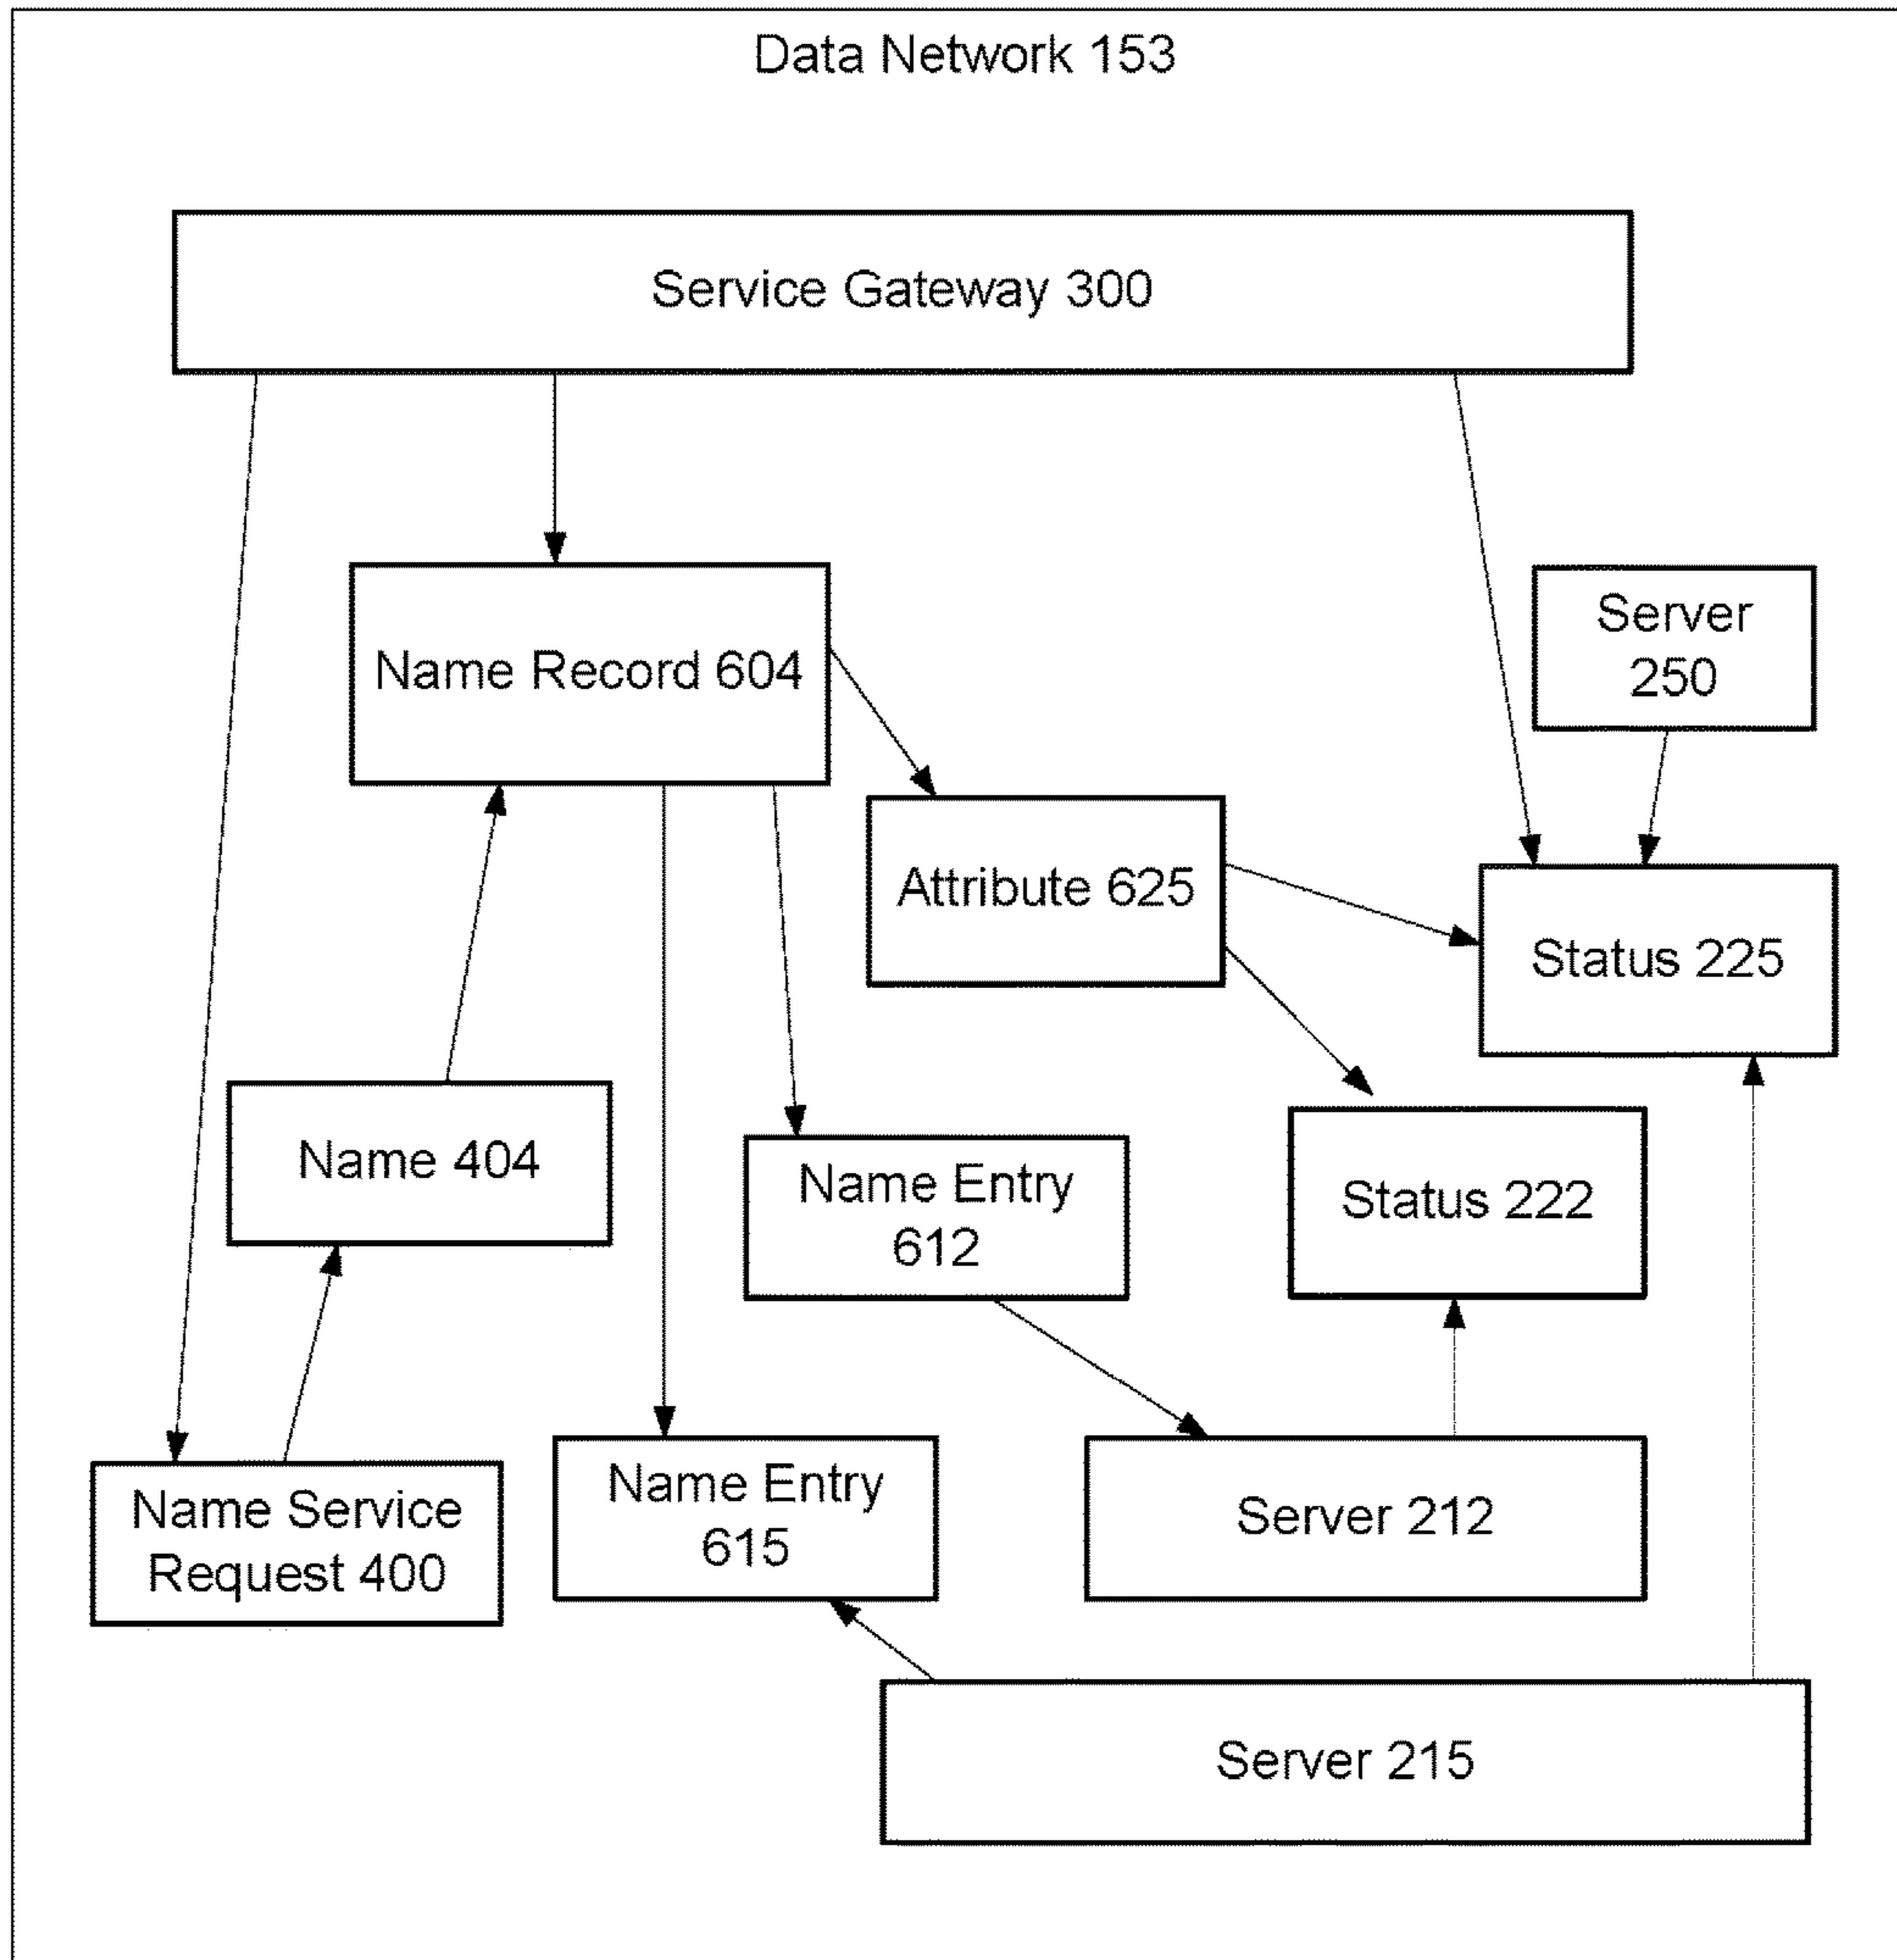 Data Network 153
Service Gateway 300
Server
250
Name Record 604
Attribute 625
Status 225
Name 404
Name Entry
612
Status 222
Name Service
Request 400
Name Entry
615
Server 212
Server 215